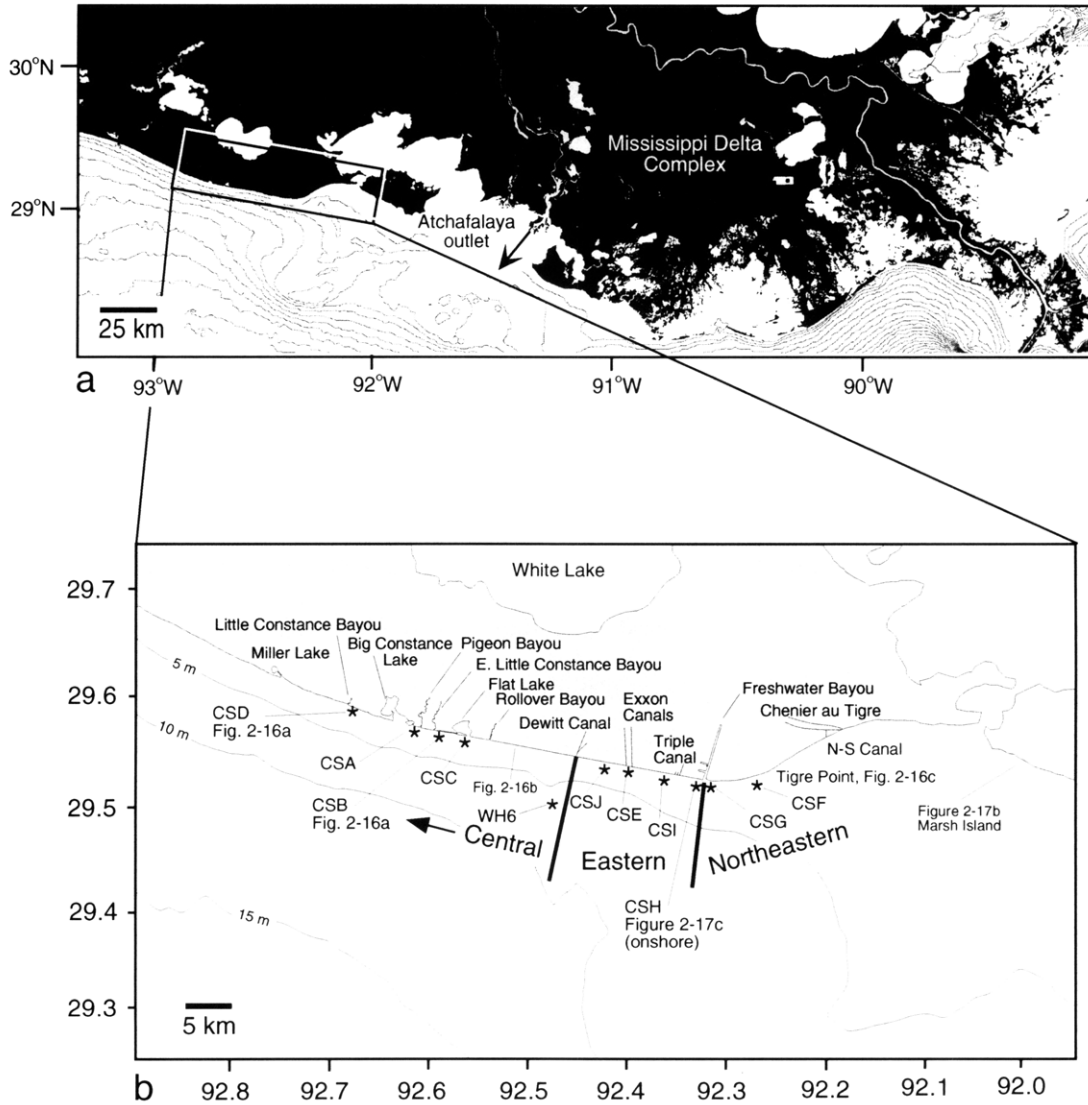 30°N
29°N
Mississippi Delta
Complex
Atchafalaya
outlet
25 km
a
93°W
92°W
91°W
90°W
29.7
29.6
29.5
29.4
29.3
White Lake
Little Constance Bayou
Miller Lake
Big Constance
Lake
Pigeon Bayou
E. Little Constance Bayou
Flat Lake
Rollover Bayou
Dewitt Canal
Exxon
Canals
Triple
Canal
Freshwater Bayou
Chenier au Tigre
N-S Canal
5 m
10 m
15 m
CSD
Fig. 2-16a
CSA
CSB
Fig. 2-16a
CSC
Fig. 2-16b
WH6
CSJ
CSE
CSI
CSG
CSF
Tigre Point, Fig. 2-16c
Figure 2-17b
Marsh Island
Central
Eastern
Northeastern
CSH
Figure 2-17c
(onshore)
5 km
b
92.8
92.7
92.6
92.5
92.4
92.3
92.2
92.1
92.0